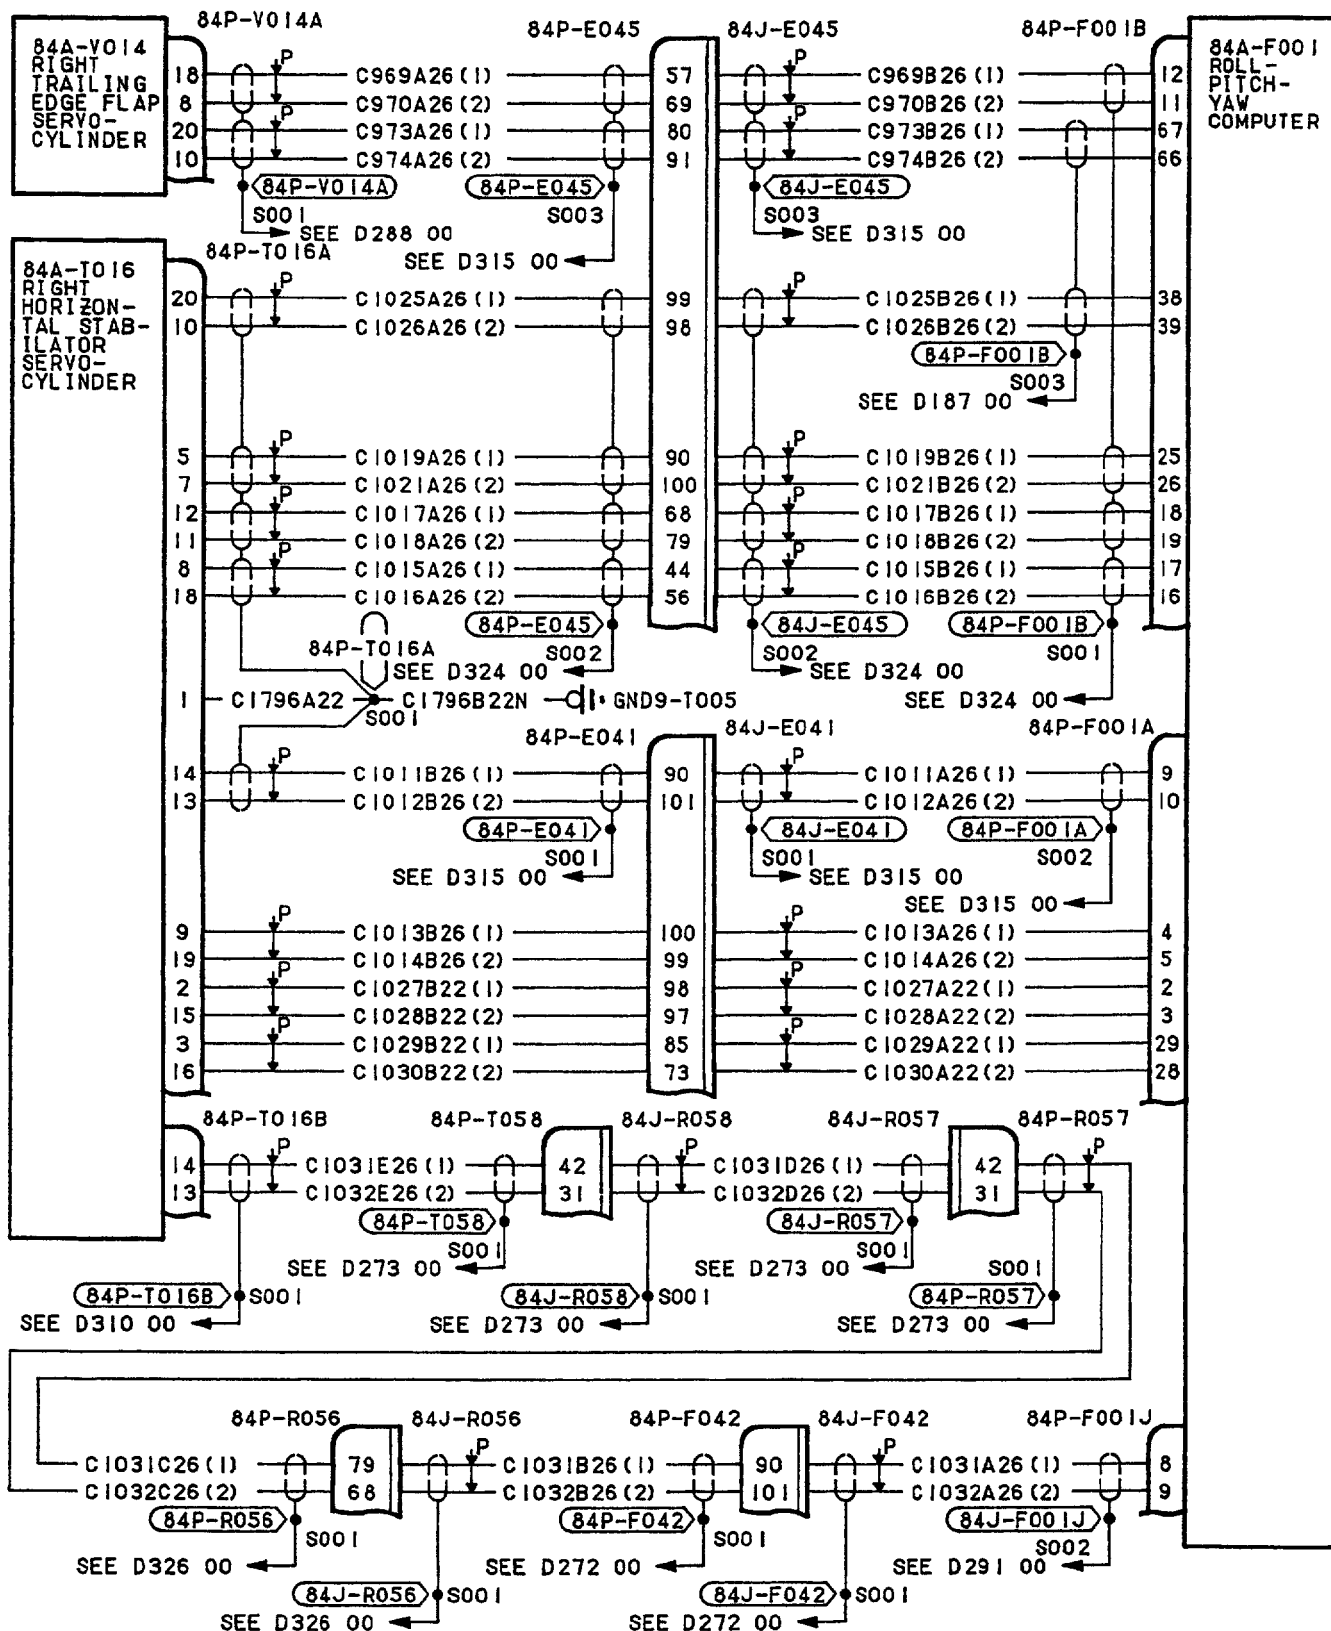 84P-V014A 84P-E045 84J-E045 84P-F001B
84A-V014
RIGHT
TRAILING
EDGE FLAP
SERVO-
CYLINDER
84A-F001
ROLL-
PITCH-
YAW
COMPUTER
P P
18 C969A26(1) 57 C969B26(1) 12
8 C970A26(2) 69 C970B26(2) 11
P P
20 C973A26(1) 80 C973B26(1) 67
10 C974A26(2) 91 C974B26(2) 66
84P-V014A 84P-E045 84J-E045
S001 S003 S003
SEE D288 00 SEE D315 00
84P-T016A SEE D315 00
84A-T016
RIGHT
HORIZON-
TAL STAB-
ILATOR
SERVO-
CYLINDER
P P
20 C1025A26(1) 99 C1025B26(1) 38
10 C1026A26(2) 98 C1026B26(2) 39
84P-F001B
S003
SEE D187 00
P P
5 C1019A26(1) 90 C1019B26(1) 25
7 C1021A26(2) 100 C1021B26(2) 26
P P
12 C1017A26(1) 68 C1017B26(1) 18
11 C1018A26(2) 79 C1018B26(2) 19
P P
8 C1015A26(1) 44 C1015B26(1) 17
18 C1016A26(2) 56 C1016B26(2) 16
84P-E045 84J-E045 84P-F001B
84P-T016A S002 S002 S001
SEE D324 00 SEE D324 00
1 C1796A22 C1796B22N GND9-T005 SEE D324 00
S001
84P-E041 84J-E041 84P-F001A
P P
14 C1011B26(1) 90 C1011A26(1) 9
13 C1012B26(2) 101 C1012A26(2) 10
84P-E041 84J-E041 84P-F001A
S001 S001 S002
SEE D315 00 SEE D315 00
SEE D315 00
P P
9 C1013B26(1) 100 C1013A26(1) 4
19 C1014B26(2) 99 C1014A26(2) 5
P P
2 C1027B22(1) 98 C1027A22(1) 2
15 C1028B22(2) 97 C1028A22(2) 3
P P
3 C1029B22(1) 85 C1029A22(1) 29
16 C1030B22(2) 73 C1030A22(2) 28
84P-T016B 84P-T058 84J-R058 84J-R057 84P-R057
P P P
14 C1031E26(1) 42 C1031D26(1) 42
13 C1032E26(2) 31 C1032D26(2) 31
84P-T058 84J-R057
S001 S001
SEE D273 00 SEE D273 00 S001
84P-T016B S001 84J-R058 S001 84P-R057
SEE D310 00 SEE D273 00 SEE D273 00
84P-R056 84J-R056 84P-F042 84J-F042 84P-F001J
P P
C1031C26(1) 79 C1031B26(1) 90 C1031A26(1) 8
C1032C26(2) 68 C1032B26(2) 101 C1032A26(2) 9
84P-R056 84P-F042 84J-F001J
S001 S001 S002
SEE D326 00 SEE D272 00 SEE D291 00
84J-R056 S001 84J-F042 S001
SEE D326 00 SEE D272 00